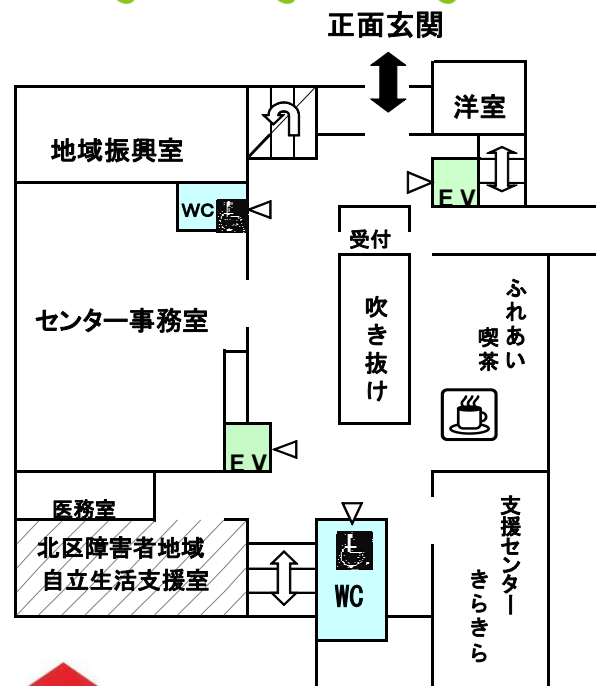 正面玄関
洋室
地域振興室
WC
EV
受付
センター事務室
吹き抜け
ふれあい
喫茶
EV
医務室
北区障害者地域
自立生活支援室
WC
支援センター
きらきら